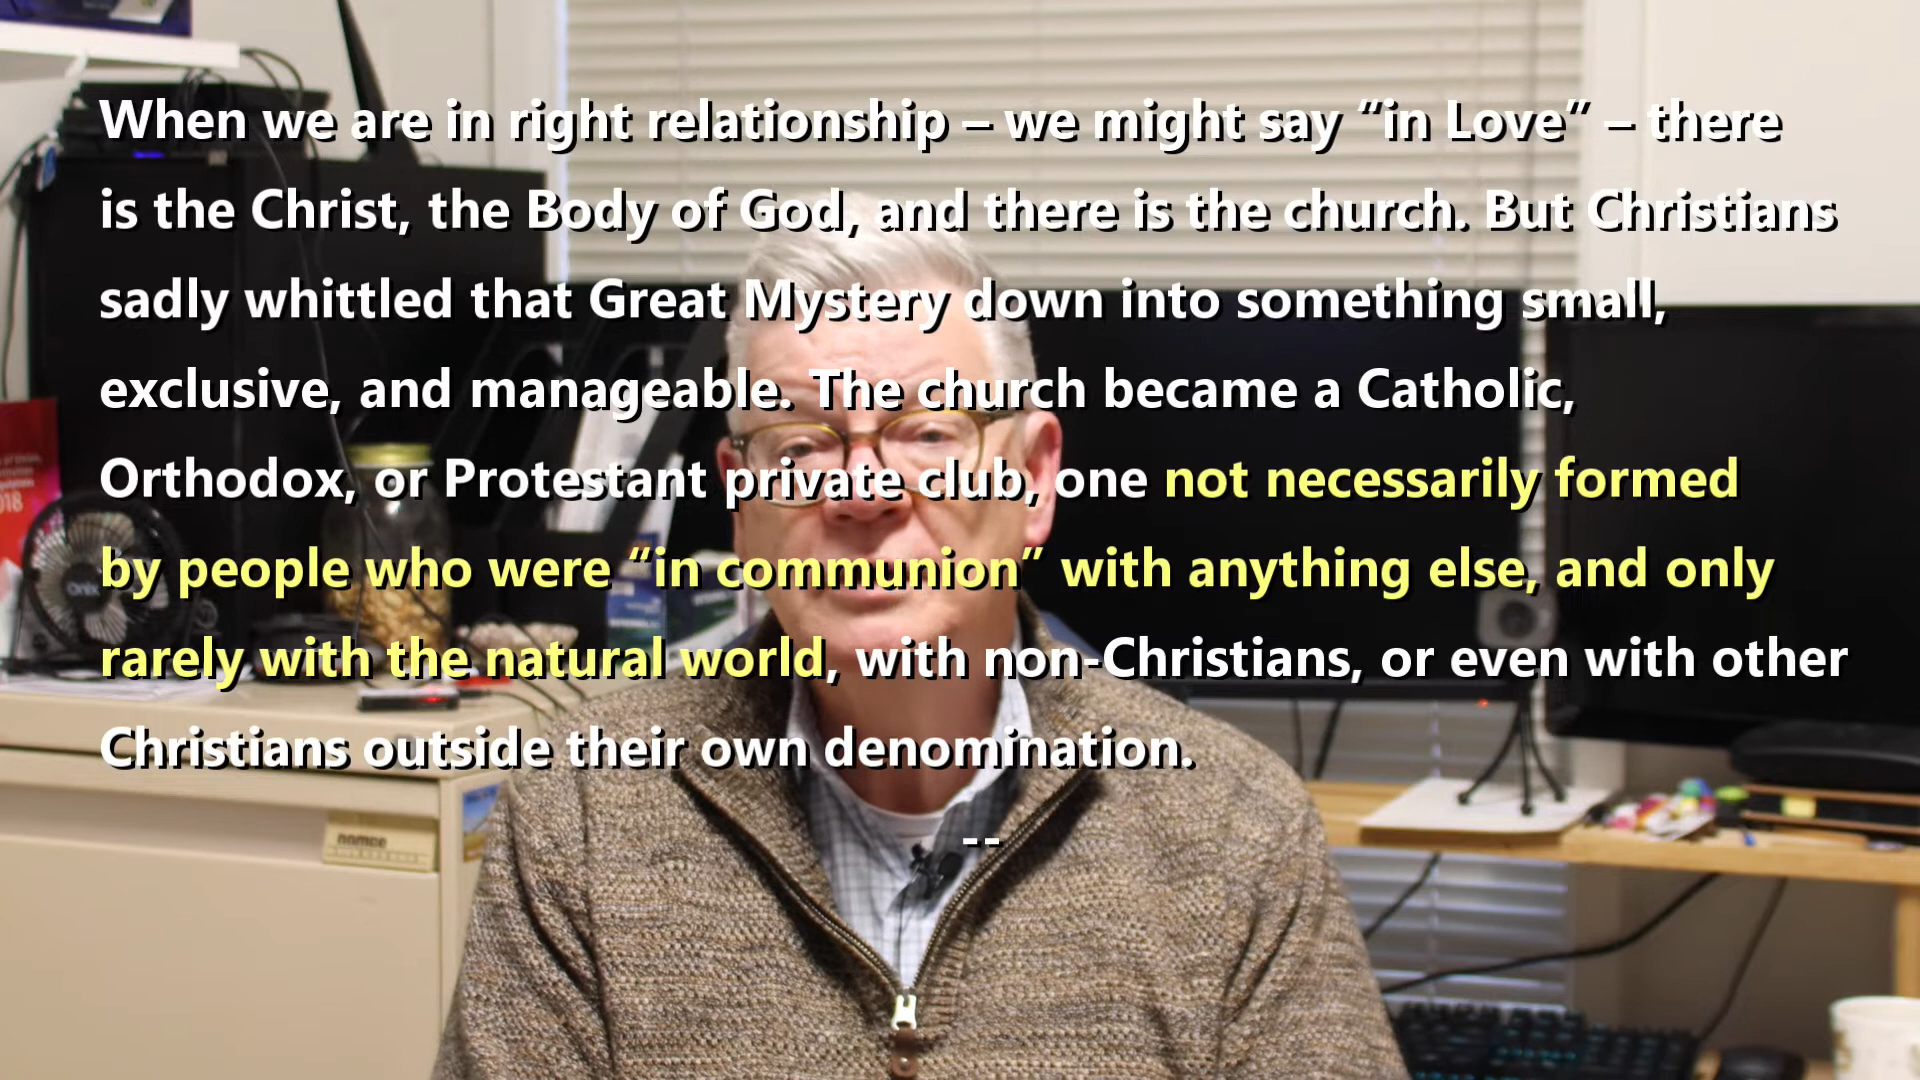 When we are in right relationship – we might say “in Love” – there
is the Christ, the Body of God, and there is the church. But Christians
sadly whittled that Great Mystery down into something small,
exclusive, and manageable. The church became a Catholic,
Orthodox, or Protestant private club, one not necessarily formed
by people who were “in communion” with anything else, and only
rarely with the natural world, with non-Christians, or even with other
Christians outside their own denomination.
--
Onix